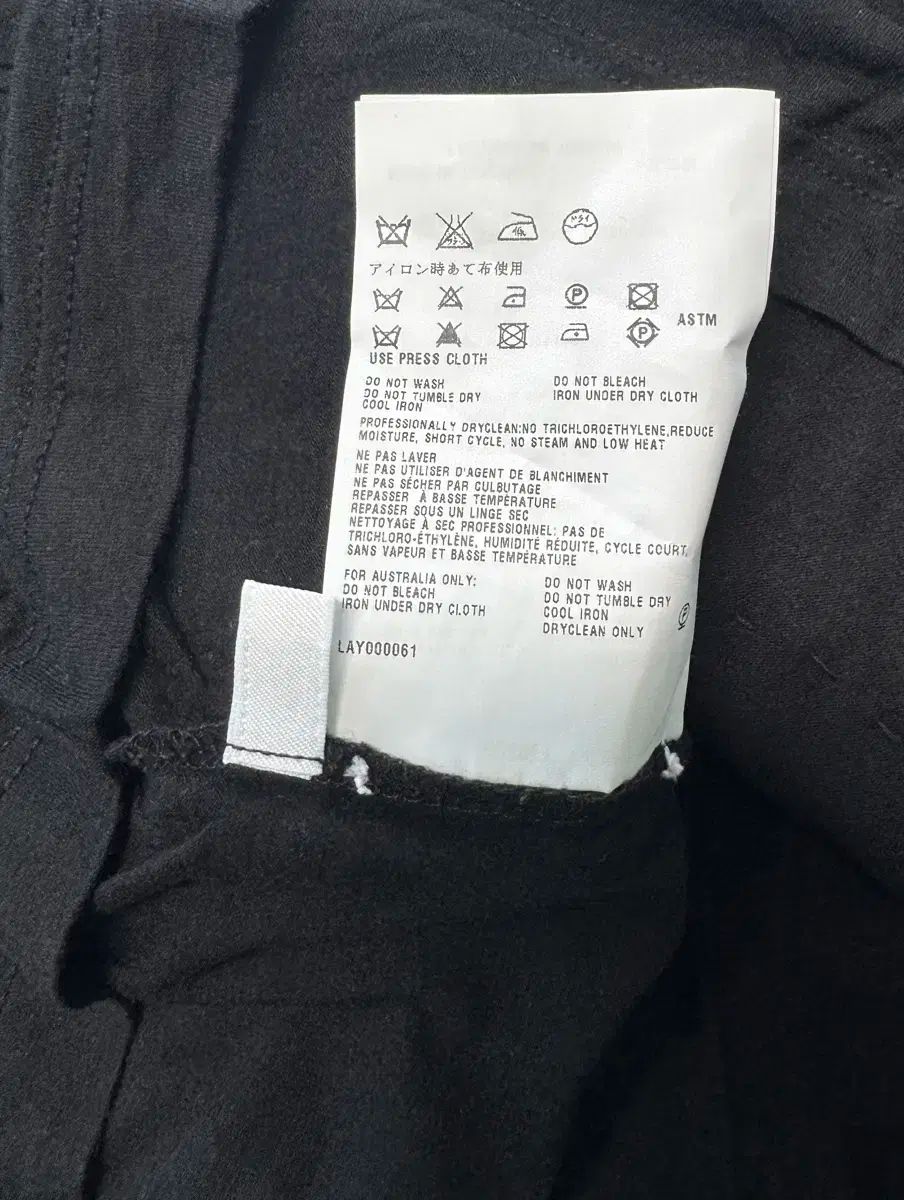 低
ドライ
アイロン時あて布使用
P
ASTM
P
USE PRESS CLOTH
DO NOT WASH
DO NOT BLEACH
DO NOT TUMBLE DRY
IRON UNDER DRY CLOTH
COOL IRON
PROFESSIONALLY DRYCLEAN:NO TRICHLOROETHYLENE,REDUCE
MOISTURE, SHORT CYCLE, NO STEAM AND LOW HEAT
NE PAS LAVER
NE PAS UTILISER D'AGENT DE BLANCHIMENT
NE PAS SÉCHER PAR CULBUTAGE
REPASSER À BASSE TEMPÉRATURE
REPASSER SOUS UN LINGE SEC
NETTOYAGE À SEC PROFESSIONNEL: PAS DE
TRICHLORO-ÉTHYLÈNE, HUMIDITÉ RÉDUITE, CYCLE COURT,
SANS VAPEUR ET BASSE TEMPÉRATURE
FOR AUSTRALIA ONLY:
DO NOT WASH
DO NOT BLEACH
DO NOT TUMBLE DRY
IRON UNDER DRY CLOTH
COOL IRON
P
DRYCLEAN ONLY
LAY000061